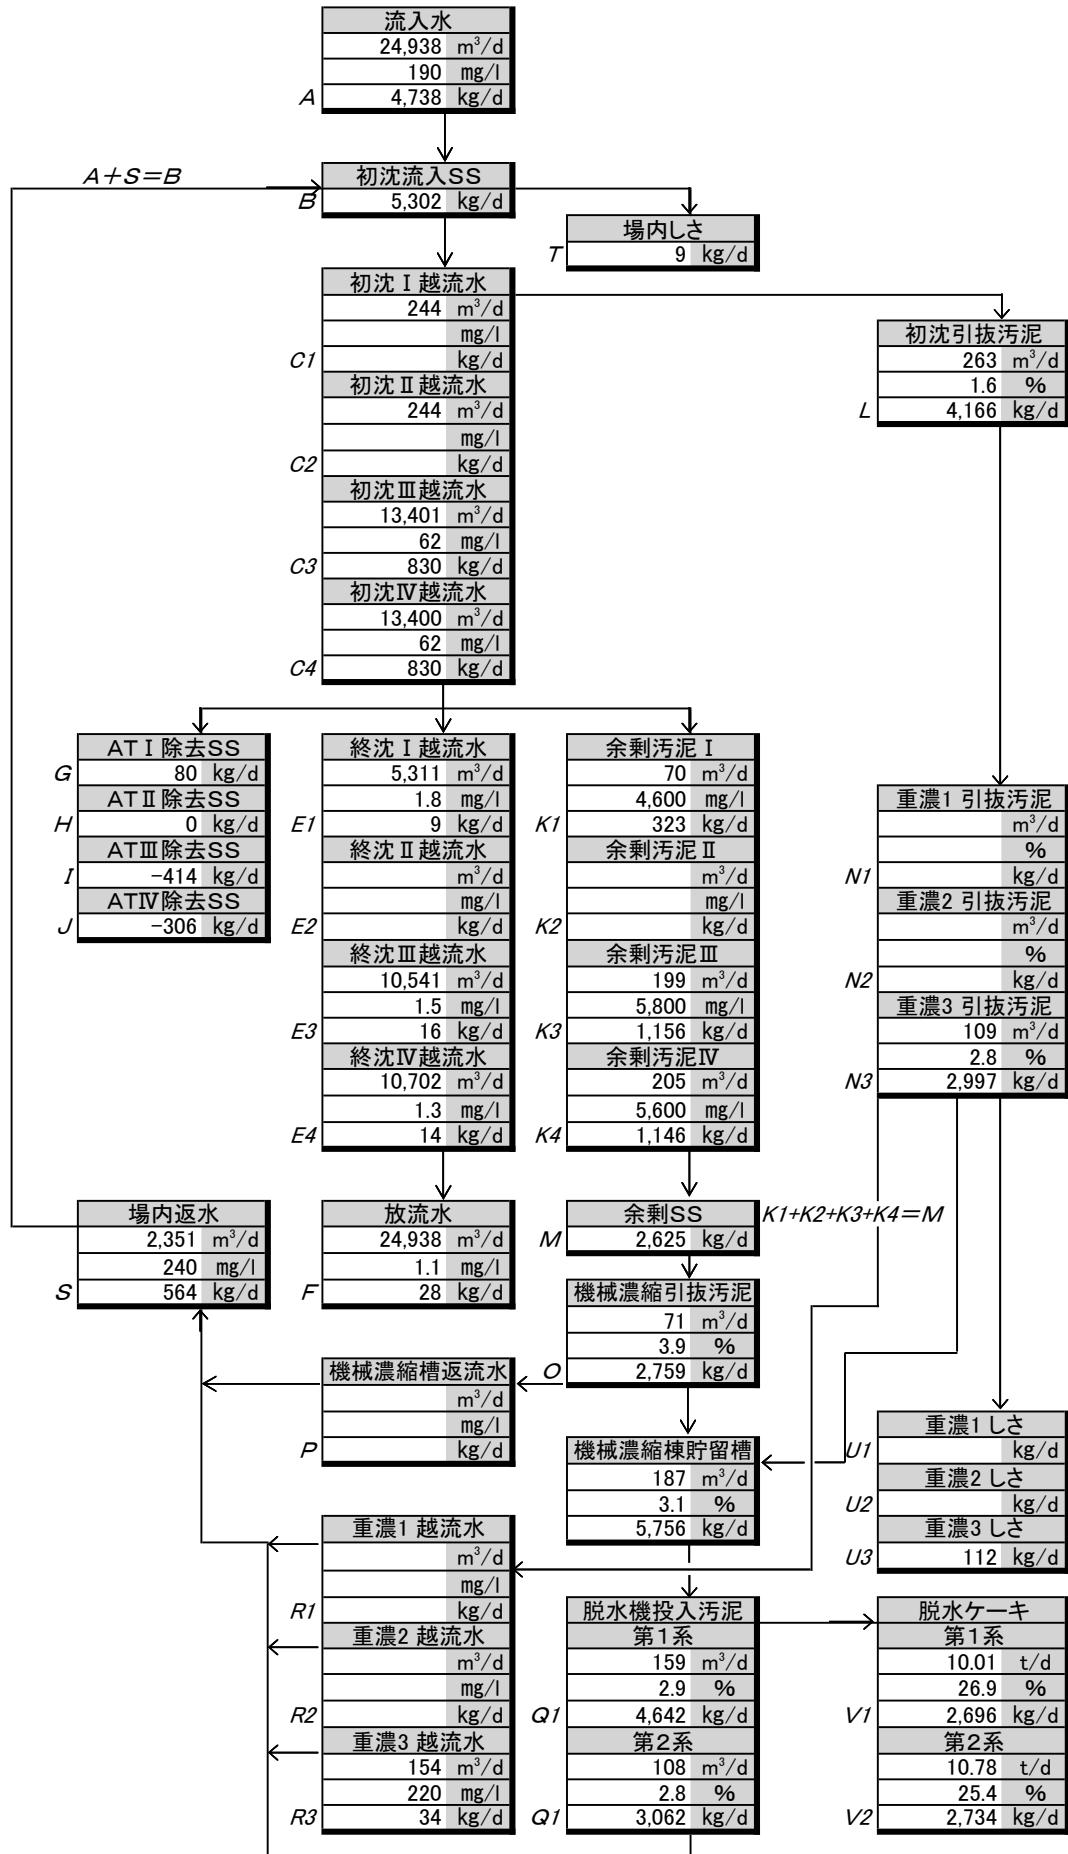 流入水
24,938 m³/d
190 mg/l
A 4,738 kg/d
A+S=B
初沈流入SS
B 5,302 kg/d
場内しさ
T 9 kg/d
初沈Ⅰ越流水
244 m³/d
mg/l
C1 kg/d
初沈Ⅱ越流水
244 m³/d
mg/l
C2 kg/d
初沈Ⅲ越流水
13,401 m³/d
62 mg/l
C3 830 kg/d
初沈Ⅳ越流水
13,400 m³/d
62 mg/l
C4 830 kg/d
初沈引抜汚泥
263 m³/d
1.6 %
L 4,166 kg/d
ATⅠ除去SS
G 80 kg/d
ATⅡ除去SS
H 0 kg/d
ATⅢ除去SS
I -414 kg/d
ATⅣ除去SS
J -306 kg/d
終沈Ⅰ越流水
5,311 m³/d
1.8 mg/l
E1 9 kg/d
終沈Ⅱ越流水
m³/d
mg/l
E2 kg/d
終沈Ⅲ越流水
10,541 m³/d
1.5 mg/l
E3 16 kg/d
終沈Ⅳ越流水
10,702 m³/d
1.3 mg/l
E4 14 kg/d
余剰汚泥Ⅰ
70 m³/d
4,600 mg/l
K1 323 kg/d
余剰汚泥Ⅱ
m³/d
mg/l
K2 kg/d
余剰汚泥Ⅲ
199 m³/d
5,800 mg/l
K3 1,156 kg/d
余剰汚泥Ⅳ
205 m³/d
5,600 mg/l
K4 1,146 kg/d
重濃1 引抜汚泥
m³/d
%
N1 kg/d
重濃2 引抜汚泥
m³/d
%
N2 kg/d
重濃3 引抜汚泥
109 m³/d
2.8 %
N3 2,997 kg/d
場内返水
2,351 m³/d
240 mg/l
S 564 kg/d
放流水
24,938 m³/d
1.1 mg/l
F 28 kg/d
余剰SS
M 2,625 kg/d
K1+K2+K3+K4=M
機械濃縮引抜汚泥
71 m³/d
3.9 %
O 2,759 kg/d
機械濃縮槽返流水
m³/d
mg/l
P kg/d
機械濃縮棟貯留槽
187 m³/d
3.1 %
5,756 kg/d
重濃1 しさ
U1 kg/d
重濃2 しさ
U2 kg/d
重濃3 しさ
U3 112 kg/d
重濃1 越流水
m³/d
mg/l
R1 kg/d
重濃2 越流水
m³/d
mg/l
R2 kg/d
重濃3 越流水
154 m³/d
220 mg/l
R3 34 kg/d
脱水機投入汚泥
第1系
159 m³/d
2.9 %
Q1 4,642 kg/d
第2系
108 m³/d
2.8 %
Q1 3,062 kg/d
脱水ケーキ
第1系
10.01 t/d
26.9 %
V1 2,696 kg/d
第2系
10.78 t/d
25.4 %
V2 2,734 kg/d